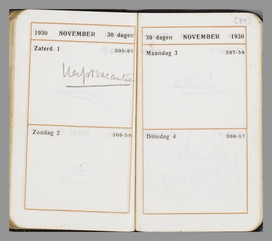 [74]
1930 NOVEMBER 30 dagen
Zaterd. 1 305-60
Herfstvacantie
Zondag 2 306-59
30 dagen NOVEMBER 1930
Maandag 3 307-58
Dinsdag 4 308-57